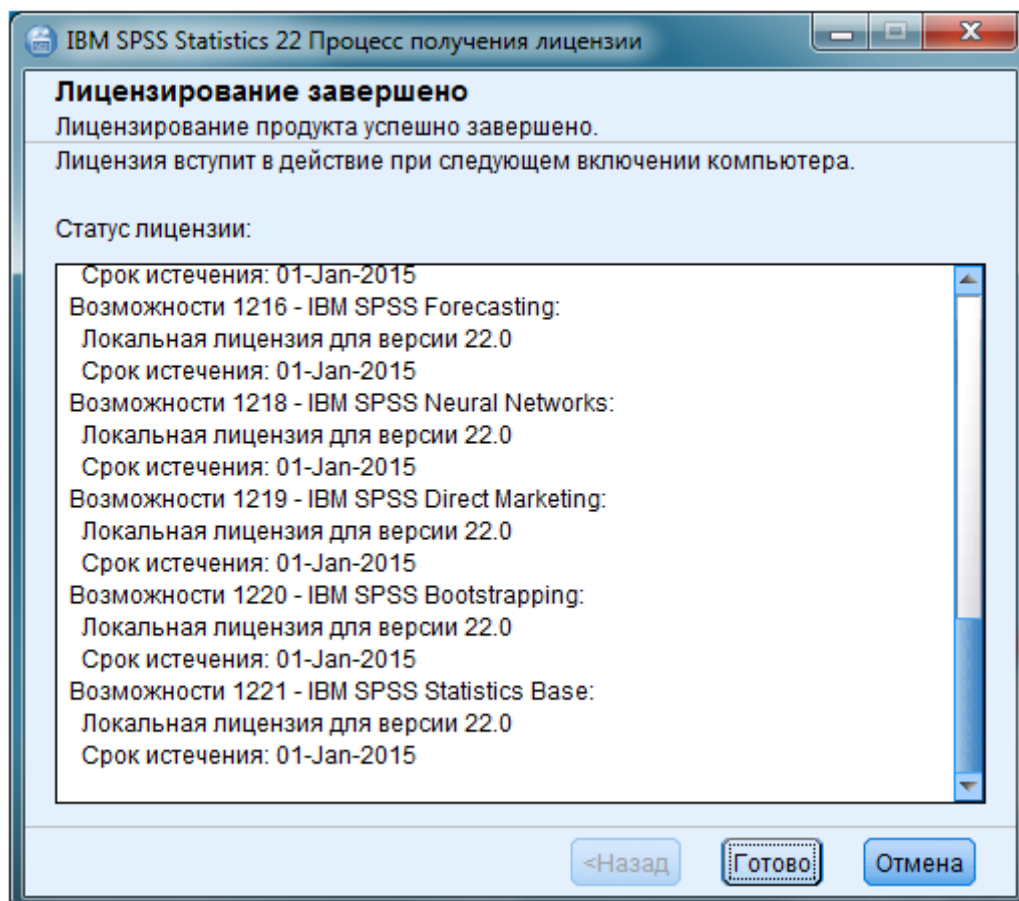 IBM SPSS Statistics 22 Процесс получения лицензии
Лицензирование завершено
Лицензирование продукта успешно завершено.
Лицензия вступит в действие при следующем включении компьютера.
Статус лицензии:
Срок истечения: 01-Jan-2015
Возможности 1216 - IBM SPSS Forecasting:
Локальная лицензия для версии 22.0
Срок истечения: 01-Jan-2015
Возможности 1218 - IBM SPSS Neural Networks:
Локальная лицензия для версии 22.0
Срок истечения: 01-Jan-2015
Возможности 1219 - IBM SPSS Direct Marketing:
Локальная лицензия для версии 22.0
Срок истечения: 01-Jan-2015
Возможности 1220 - IBM SPSS Bootstrapping:
Локальная лицензия для версии 22.0
Срок истечения: 01-Jan-2015
Возможности 1221 - IBM SPSS Statistics Base:
Локальная лицензия для версии 22.0
Срок истечения: 01-Jan-2015
<Назад Готово Отмена